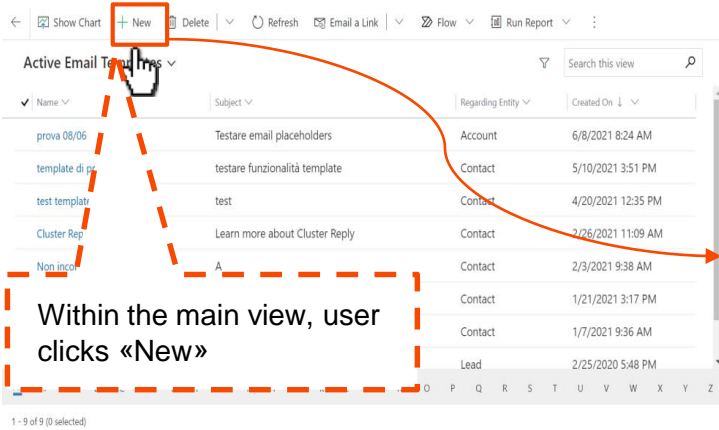 Show Chart New Delete Refresh Email a Link Flow Run Report
Active Email Templates Search this view
Name Subject Regarding Entity Created On
prova 08/06 Testare email placeholders Account 6/8/2021 8:24 AM
template di pr testare funzionalità template Contact 5/10/2021 3:51 PM
test template test Contact 4/20/2021 12:35 PM
Cluster Rep Learn more about Cluster Reply Contact 2/26/2021 11:09 AM
Non incor A Contact 2/3/2021 9:38 AM
Contact 1/21/2021 3:17 PM
Contact 1/7/2021 9:36 AM
Lead 2/25/2020 5:48 PM
Within the main view, user
clicks «New»
O P Q R S T U V W X Y Z
1 - 9 of 9 (0 selected)